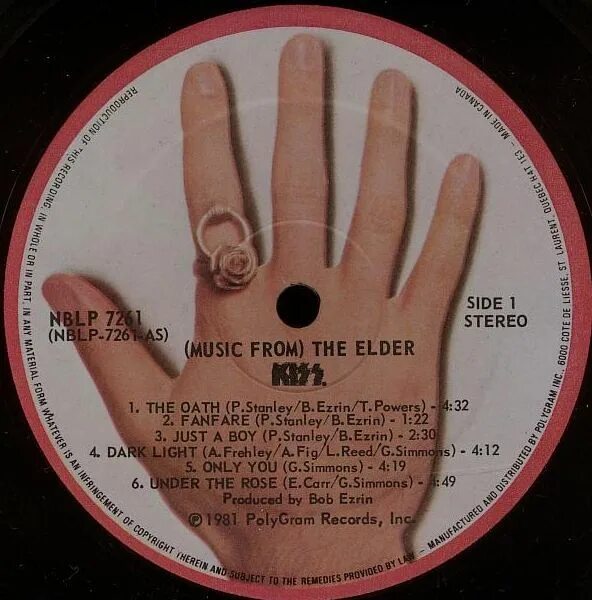 NBLP 7261
(NBLP-7261-AS)
SIDE 1
STEREO
(MUSIC FROM) THE ELDER
KISS
1. THE OATH (P.Stanley/B.Ezrin/T.Powers) - 4:32
2. FANFARE (P.Stanley/B.Ezrin) - 1:22
3. JUST A BOY (P.Stanley/B.Ezrin) - 2:30
4. DARK LIGHT (A.Frehley/A.Fig/L.Reed/G.Simmons) - 4:12
5. ONLY YOU (G.Simmons) - 4:19
6. UNDER THE ROSE (E.Carr/G.Simmons) - 4:49
Produced by Bob Ezrin
℗ 1981 PolyGram Records, Inc.
REPRODUCTION OF THIS RECORDING, IN WHOLE OR IN PART, IN ANY MATERIAL FORM WHATEVER IS AN INFRINGEMENT OF COPYRIGHT THEREIN AND SUBJECT TO THE REMEDIES PROVIDED BY LAW – MANUFACTURED AND DISTRIBUTED BY POLYGRAM INC., 6000 COTE DE LIESSE, ST. LAURENT, QUEBEC H4T 1E3 – MADE IN CANADA